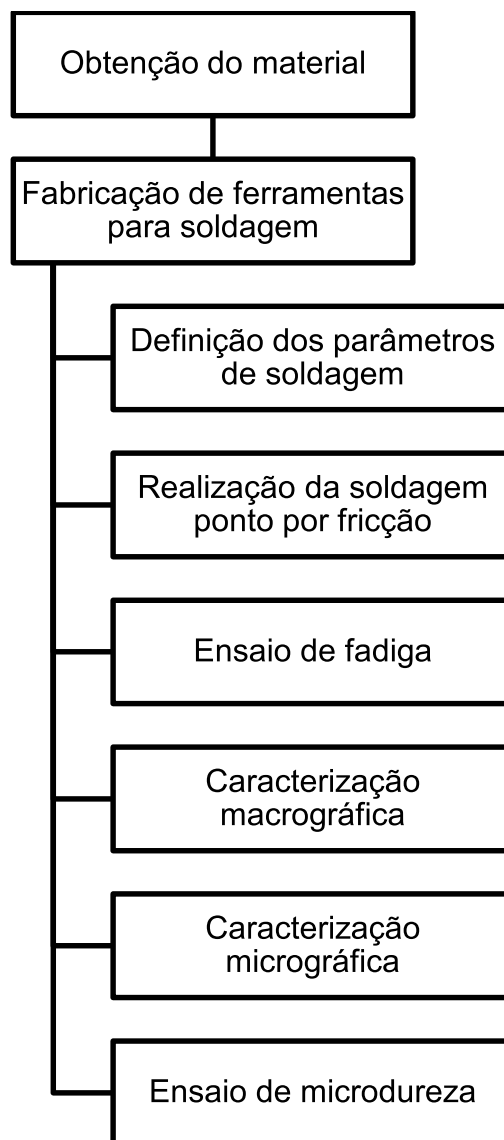 Obtenção do material
Fabricação de ferramentas
para soldagem
Definição dos parâmetros
de soldagem
Realização da soldagem
ponto por fricção
Ensaio de fadiga
Caracterização
macrográfica
Caracterização
micrográfica
Ensaio de microdureza